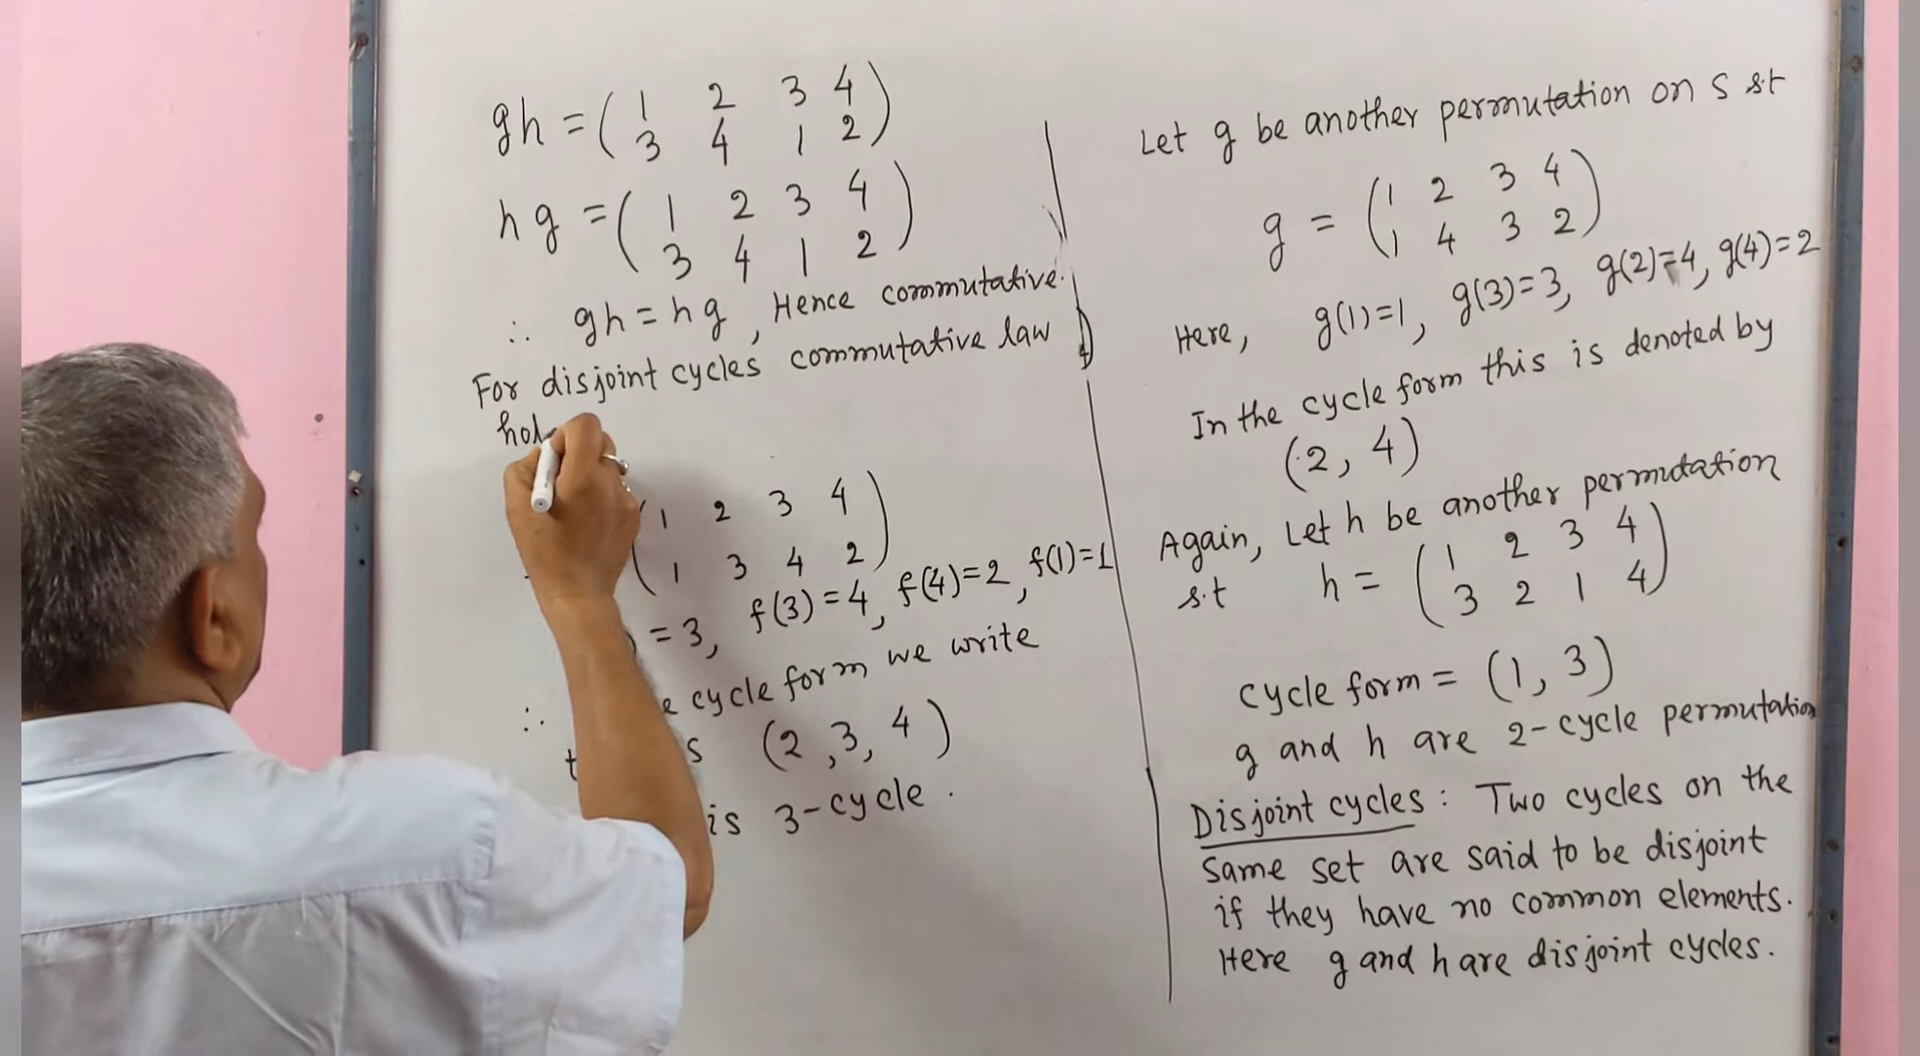 gh = ( 1 2 3 4 )
3 4 1 2
hg = ( 1 2 3 4 )
3 4 1 2
∴ gh = hg, Hence commutative.
For disjoint cycles commutative law
hol
1 2 3 4 )
1 3 4 2
= 3, f(3) = 4, f(4) = 2, f(1) = 1
∴ cycle form we write
(2, 3, 4)
is 3-cycle.
Let g be another permutation on S s.t
g = ( 1 2 3 4 )
1 4 3 2
Here, g(1)=1, g(3)=3, g(2)=4, g(4)=2
In the cycle form this is denoted by
(2, 4)
Again, Let h be another permutation
s.t h = ( 1 2 3 4 )
3 2 1 4
cycle form = (1, 3)
g and h are 2-cycle permutation
Disjoint cycles : Two cycles on the
same set are said to be disjoint
if they have no common elements.
Here g and h are disjoint cycles.